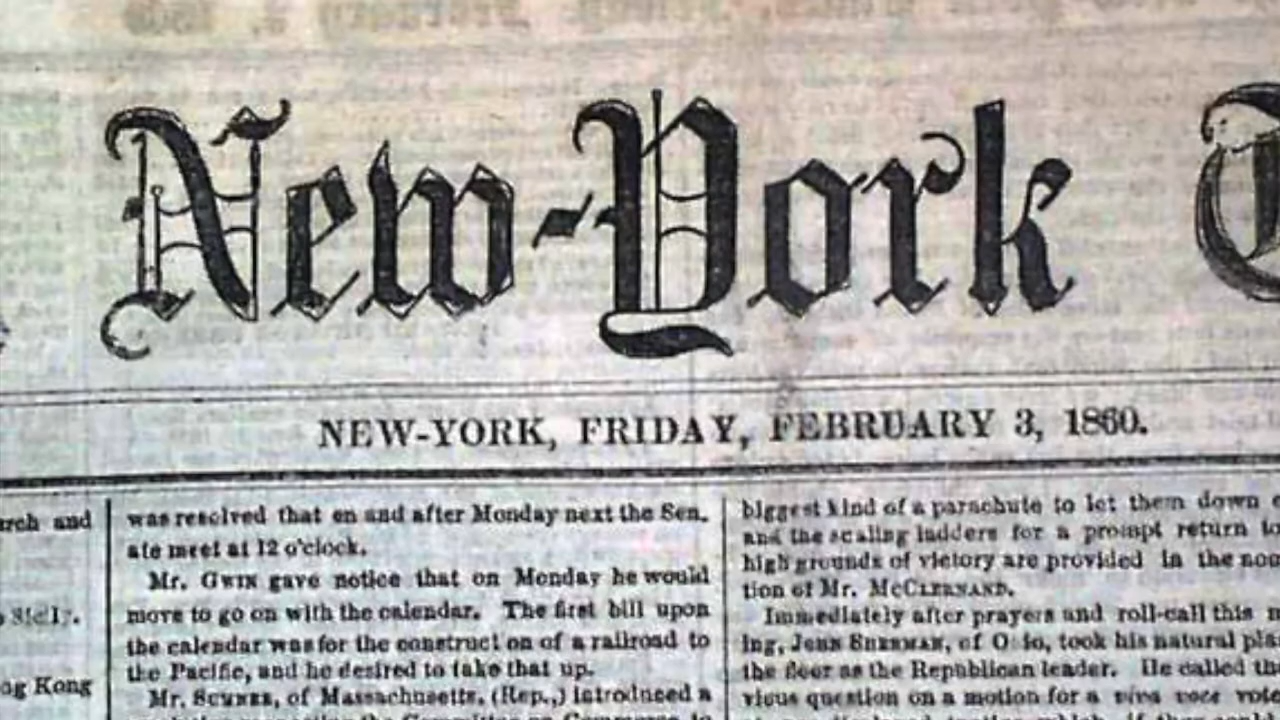 New-York T
NEW-YORK, FRIDAY, FEBRUARY 3, 1860.
urch and
Sicily.
ong Kong
was resolved that on and after Monday next the Sen-
ate meet at 12 o'clock.
Mr. GWIN gave notice that on Monday he would
move to go on with the calendar. The first bill upon
the calendar was for the construct on of a railroad to
the Pacific, and he desired to take that up.
Mr. SUMNER, of Massachusetts, (Rep.,) introduced a
biggest kind of a parachute to let them down
and the scaling ladders for a prompt return to
high grounds of victory are provided in the
tion of Mr. MCCLERNAND.
Immediately after prayers and roll-call this m
ing, JOHN SHERMAN, of O io, took his natural pla
the floor as the Republican leader. He called the
vious question on a motion for a viva voce vote